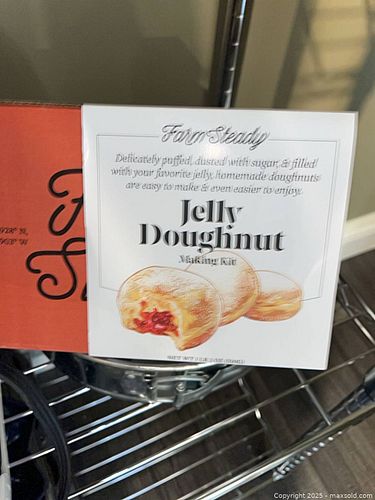 FarmSteady
Delicately puffed, dusted with sugar, & filled
with your favorite jelly, homemade doughnuts
are easy to make & even easier to enjoy.
Jelly
Doughnut
Making Kit
Copyright 2025 - maxsold.com